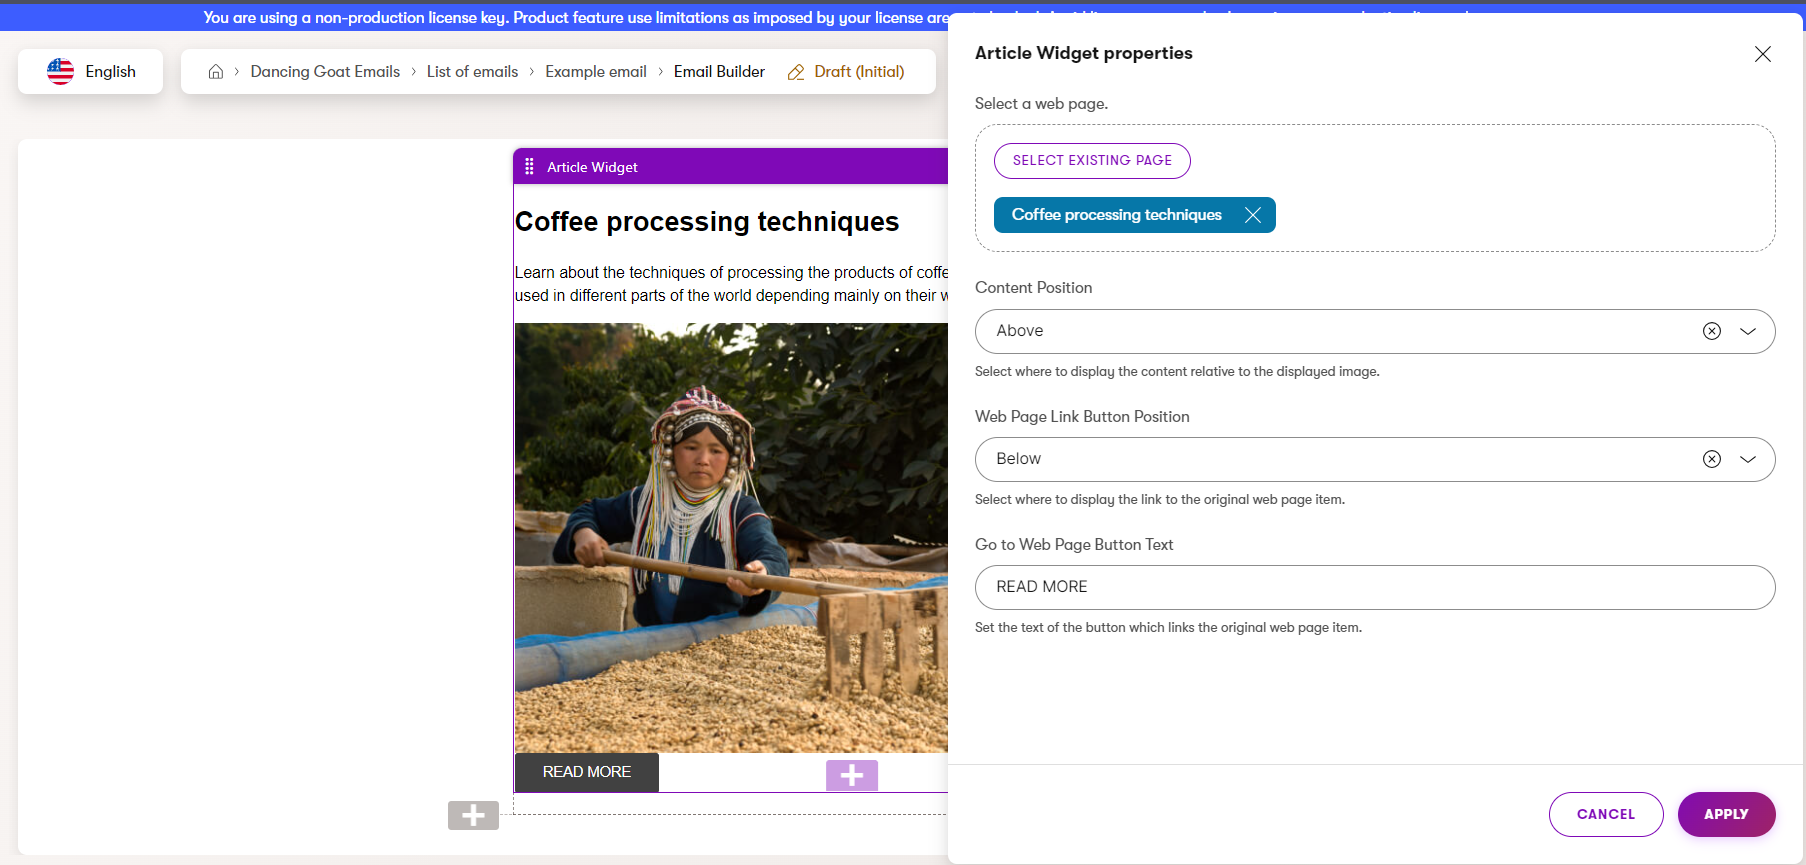 You are using a non-production license key. Product feature use limitations as imposed by your license are
English
Dancing Goat Emails
List of emails
Example email
Email Builder
Draft (Initial)
Article Widget
Coffee processing techniques
Learn about the techniques of processing the products of coffe
used in different parts of the world depending mainly on their w
READ MORE
Article Widget properties
Select a web page.
SELECT EXISTING PAGE
Coffee processing techniques
Content Position
Above
Select where to display the content relative to the displayed image.
Web Page Link Button Position
Below
Select where to display the link to the original web page item.
Go to Web Page Button Text
READ MORE
Set the text of the button which links the original web page item.
CANCEL
APPLY